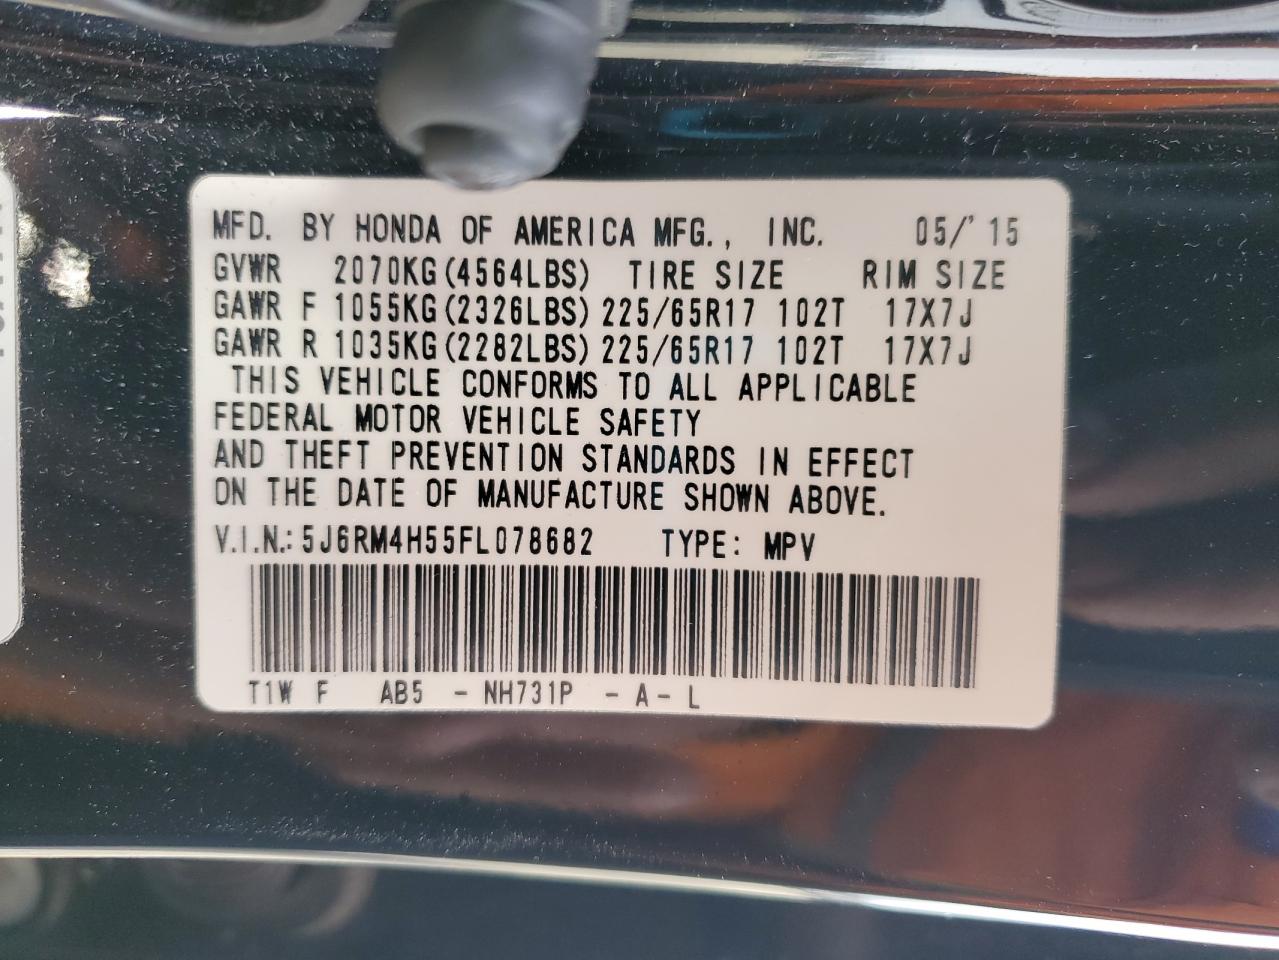 MFD. BY HONDA OF AMERICA MFG., INC. 05/'15
GVWR 2070KG(4564LBS) TIRE SIZE RIM SIZE
GAWR F 1055KG(2326LBS) 225/65R17 102T 17X7J
GAWR R 1035KG(2282LBS) 225/65R17 102T 17X7J
THIS VEHICLE CONFORMS TO ALL APPLICABLE
FEDERAL MOTOR VEHICLE SAFETY
AND THEFT PREVENTION STANDARDS IN EFFECT
ON THE DATE OF MANUFACTURE SHOWN ABOVE.
V.I.N.: 5J6RM4H55FL078682 TYPE: MPV
T1W F AB5 - NH731P - A - L